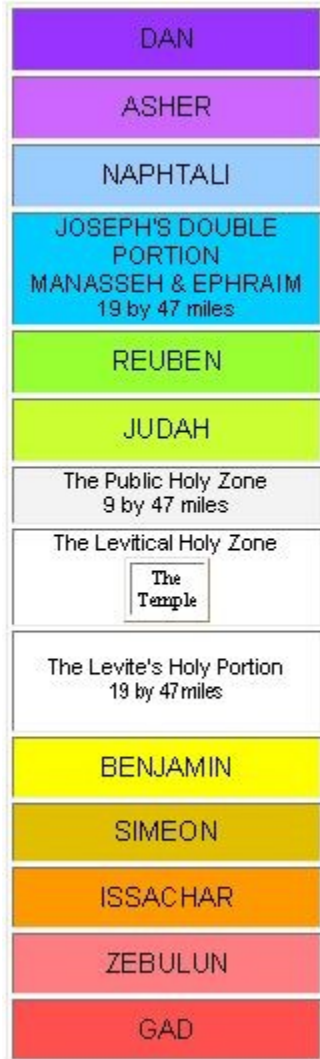 DAN
ASHER
NAPHTALI
JOSEPH'S DOUBLE
PORTION
MANASSEH & EPHRAIM
19 by 47 miles
REUBEN
JUDAH
The Public Holy Zone
9 by 47 miles
The Levitical Holy Zone
The
Temple
The Levite's Holy Portion
19 by 47miles
BENJAMIN
SIMEON
ISSACHAR
ZEBULUN
GAD